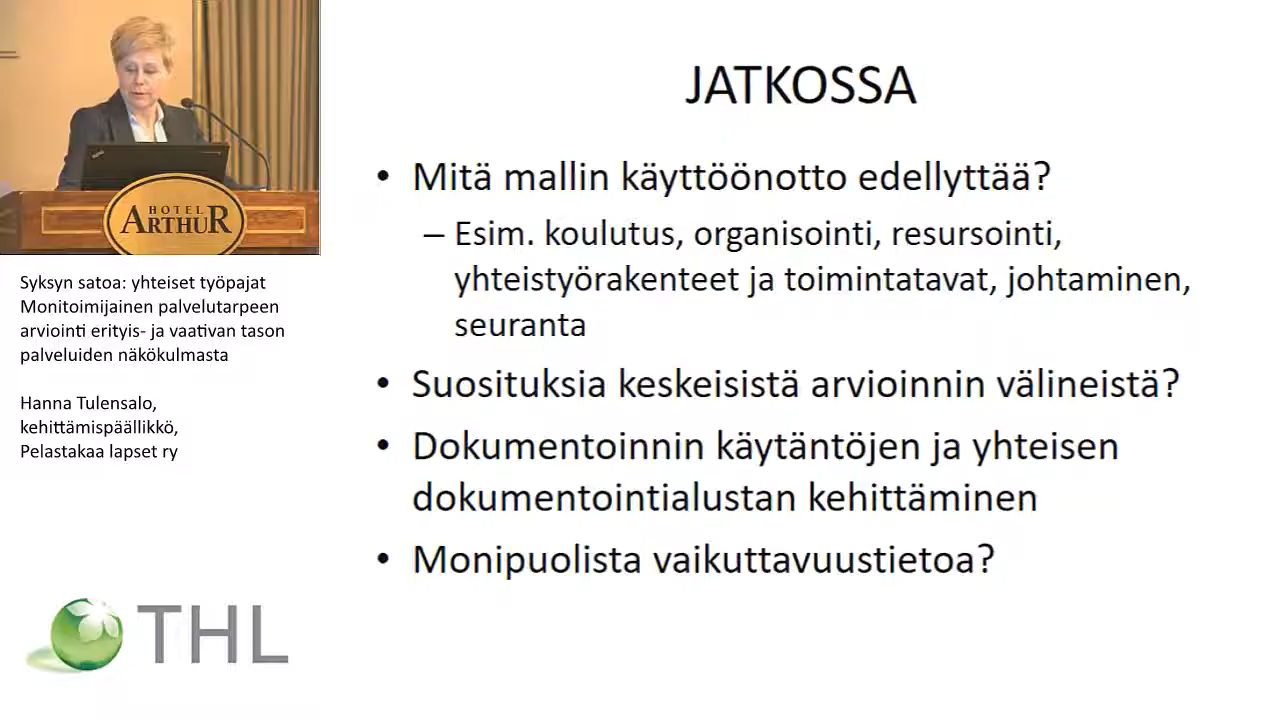 HOTEL
ARTHUR
Syksyn satoa: yhteiset työpajat
Monitoimijainen palvelutarpeen
arviointi erityis- ja vaativan tason
palveluiden näkökulmasta
Hanna Tulensalo,
kehittämispäällikkö,
Pelastakaa lapset ry
THL
JATKOSSA
• Mitä mallin käyttöönotto edellyttää?
– Esim. koulutus, organisointi, resursointi,
yhteistyörakenteet ja toimintatavat, johtaminen,
seuranta
• Suosituksia keskeisistä arvioinnin välineistä?
• Dokumentoinnin käytäntöjen ja yhteisen
dokumentointialustan kehittäminen
• Monipuolista vaikuttavuustietoa?